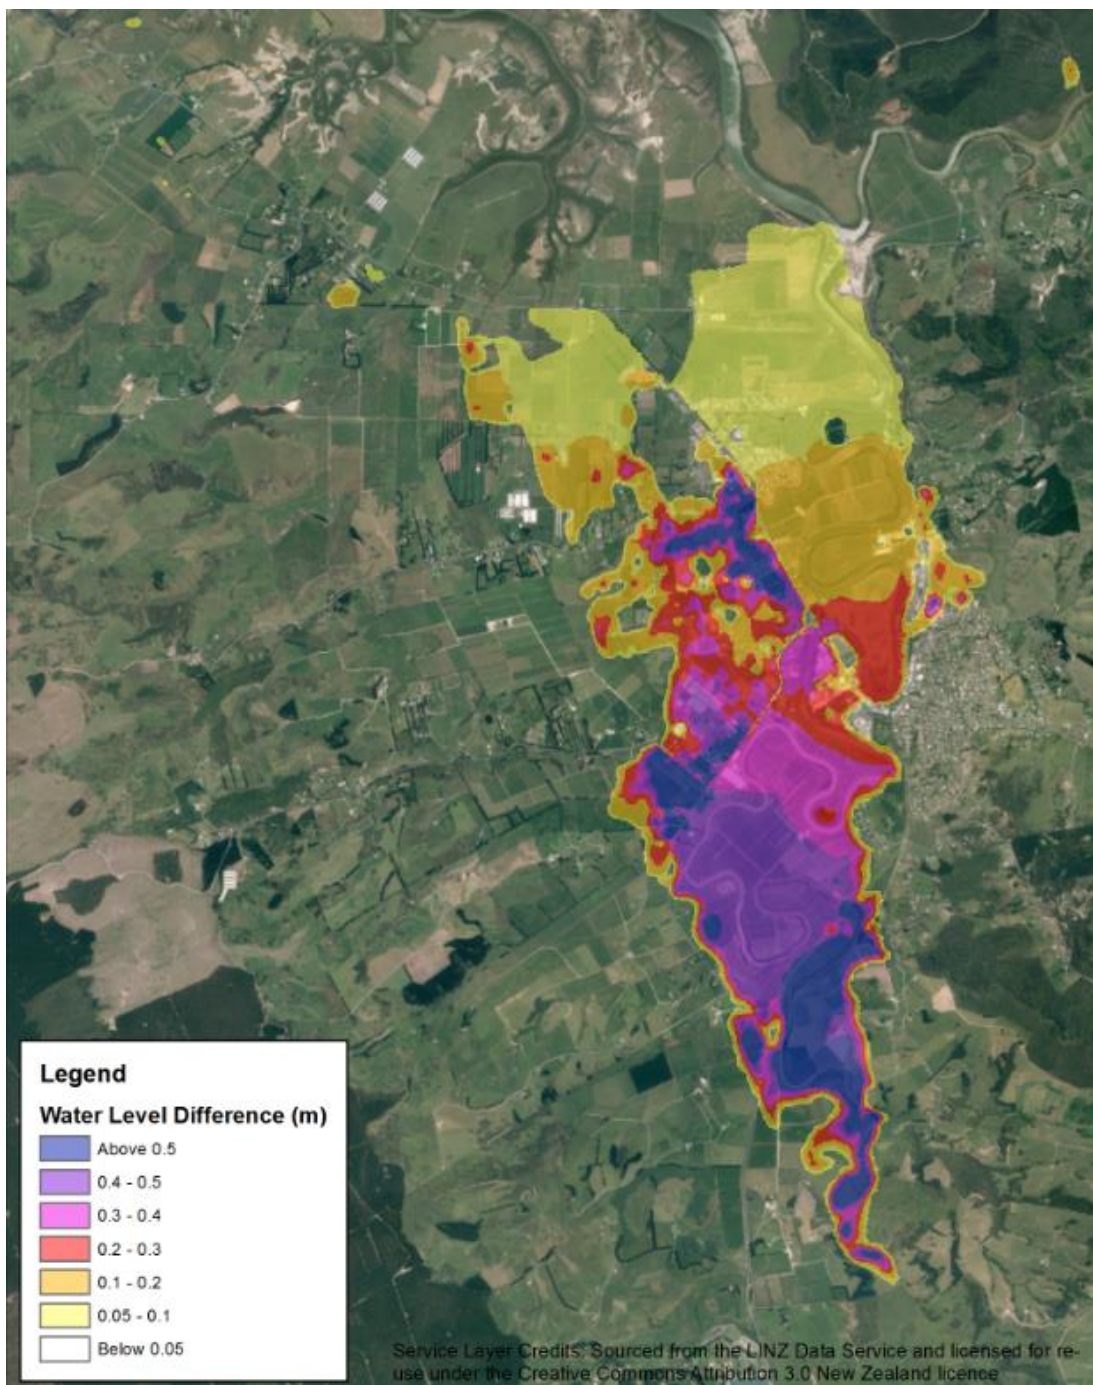 Legend
Water Level Difference (m)
Above 0.5
0.4 - 0.5
0.3 - 0.4
0.2 - 0.3
0.1 - 0.2
0.05 - 0.1
Below 0.05
Service Layer Credits: Sourced from the LINZ Data Service and licensed for re-
use under the Creative Commons Attribution 3.0 New Zealand licence